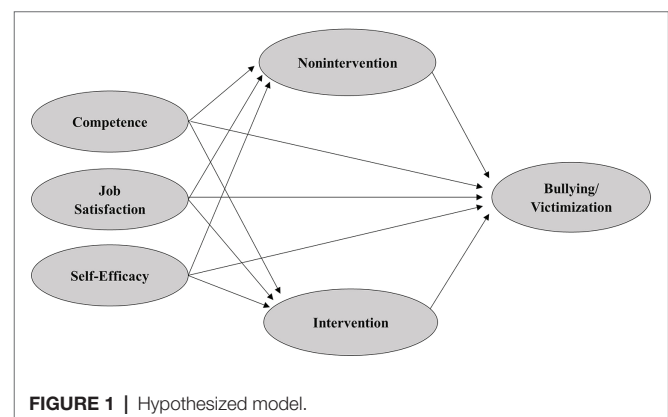 Nonintervention
Competence
Job
Satisfaction
Bullying/
Victimization
Self-Efficacy
Intervention
FIGURE 1 | Hypothesized model.